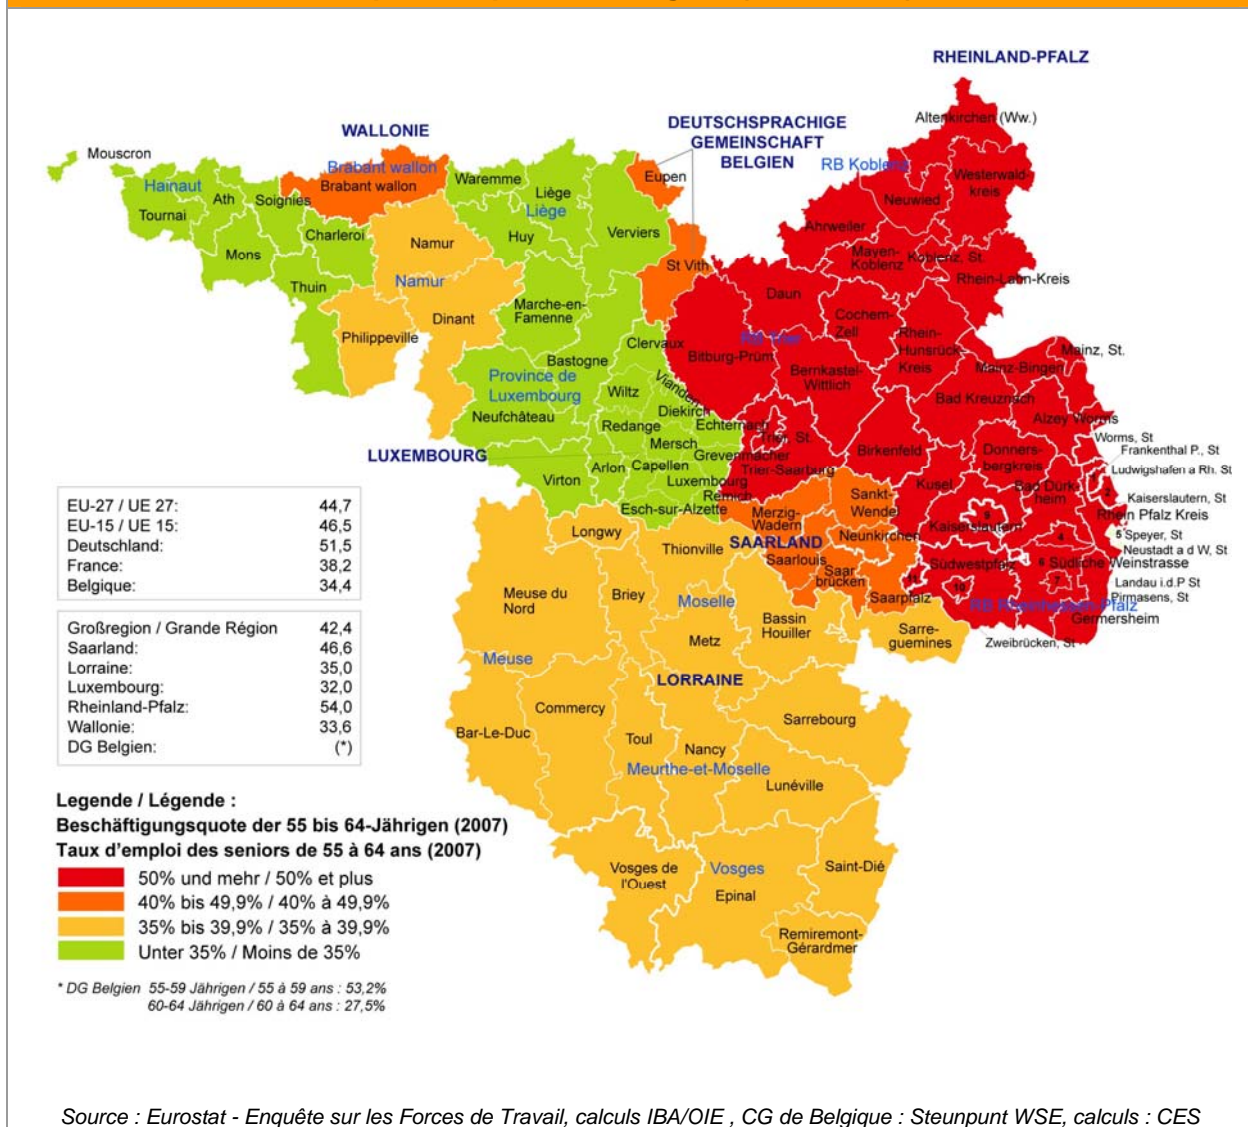 RHEINLAND-PFALZ
Altenkirchen (Ww.)
DEUTSCHSPRACHIGE
GEMEINSCHAFT
BELGIEN
WALLONIE
Mouscron
Brabant wallon
Brabant wallon
Hainaut
Ath
Soignies
Tournai
Mons
Charleroi
Thuin
Namur
Namur
Philippeville
Dinant
Waremme
Liège
Liège
Huy
Verviers
Eupen
St Vith
Marche-en-
Famenne
Bastogne
Province de
Luxembourg
Neufchâteau
Virton
Arlon
LUXEMBOURG
Clervaux
Vianden
Wiltz
Diekirch
Redange
Echternach
Mersch
Grevenmacher
Capellen
Luxembourg
Remich
Esch-sur-Alzette
RB Koblenz
Westerwald-
kreis
Neuwied
Ahrweiler
Mayen-
Koblenz
Koblenz, St.
Rhein-Lahn-Kreis
Daun
Cochem-
Zell
RB Trier
Bitburg-Prüm
Bernkastel-
Wittlich
Rhein-
Hunsrück-
Kreis
Mainz, St.
Mainz-Bingen
Bad Kreuznach
Alzey Worms
Trier, St.
Trier-Saarburg
Birkenfeld
Donners-
bergkreis
Worms, St
Frankenthal P., St
Ludwigshafen a Rh. St
Kusel
Bad Dürk-
heim
1
2
Kaiserslautern, St
Rhein Pfalz Kreis
Kaiserslautern
9
4
5 Speyer, St
Neustadt a d W, St
Südwestpfalz
6 Südliche Weinstrasse
11
10
7
Landau i.d.P St
Pirmasens, St
RB Rheinhessen-Pfalz
Germersheim
Zweibrücken, St
Merzig-
Wadern
Sankt-
Wendel
Neunkirchen
SAARLAND
Saarlouis
Saar
brücken
Saarpfalz
Longwy
Thionville
Meuse du
Nord
Briey
Moselle
Metz
Bassin
Houiller
Sarre-
guemines
Meuse
LORRAINE
Commercy
Bar-Le-Duc
Sarrebourg
Toul
Nancy
Meurthe-et-Moselle
Lunéville
Vosges de
l'Ouest
Vosges
Epinal
Saint-Dié
Remiremont-
Gérardmer
EU-27 / UE 27: 44,7
EU-15 / UE 15: 46,5
Deutschland: 51,5
France: 38,2
Belgique: 34,4
Großregion / Grande Région 42,4
Saarland: 46,6
Lorraine: 35,0
Luxembourg: 32,0
Rheinland-Pfalz: 54,0
Wallonie: 33,6
DG Belgien: (*)
Legende / Légende :
Beschäftigungsquote der 55 bis 64-Jährigen (2007)
Taux d’emploi des seniors de 55 à 64 ans (2007)
50% und mehr / 50% et plus
40% bis 49,9% / 40% à 49,9%
35% bis 39,9% / 35% à 39,9%
Unter 35% / Moins de 35%
* DG Belgien 55-59 Jährigen / 55 à 59 ans : 53,2%
60-64 Jährigen / 60 à 64 ans : 27,5%
Source : Eurostat - Enquête sur les Forces de Travail, calculs IBA/OIE , CG de Belgique : Steunpunt WSE, calculs : CES